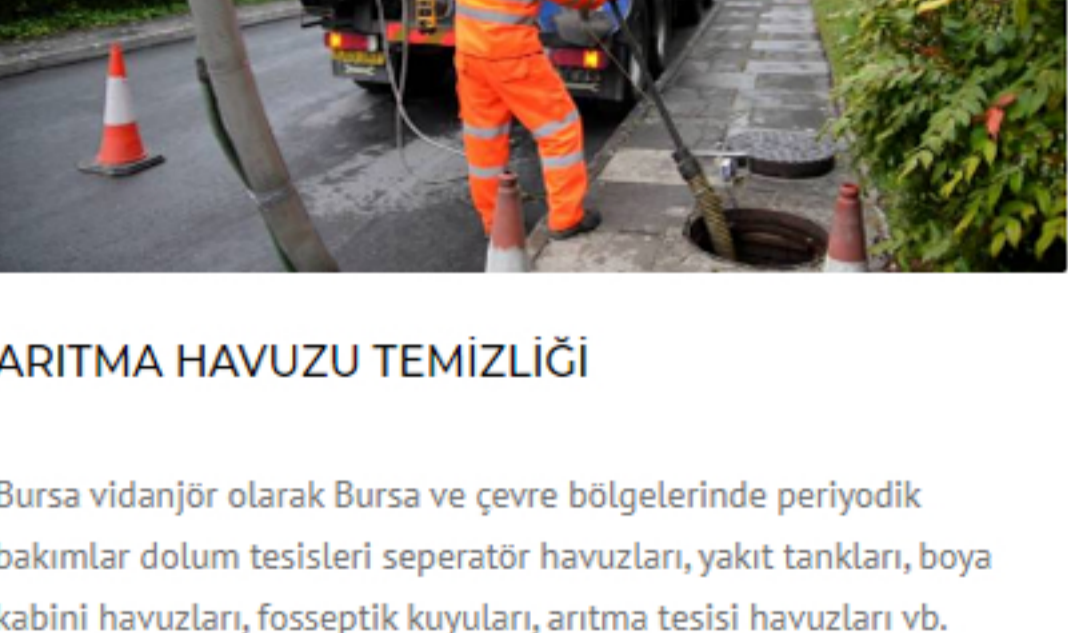 ARITMA HAVUZU TEMİZLİĞİ
Bursa vidanjör olarak Bursa ve çevre bölgelerinde periyodik
bakımlar dolum tesisleri seperatör havuzları, yakıt tankları, boya
kabini havuzları, fosseptik kuyuları, arıtma tesisi havuzları vb.